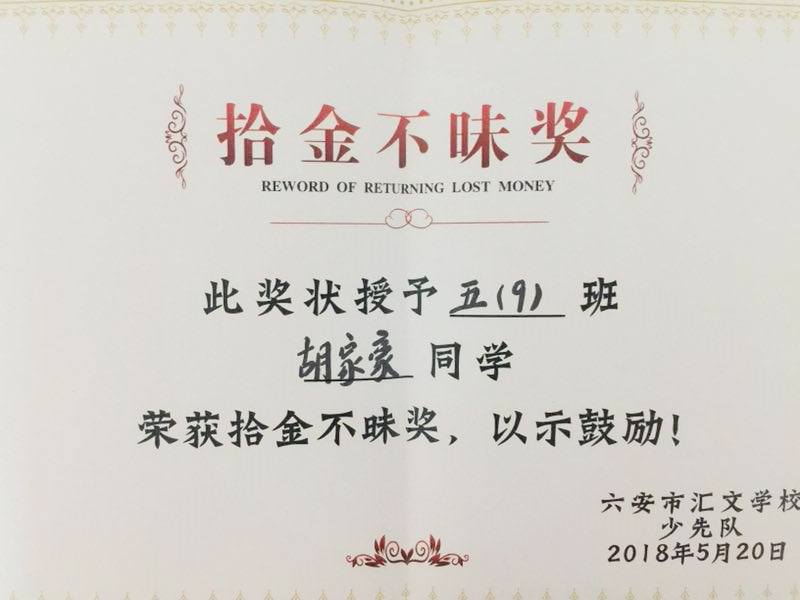 拾金不昧奖
REWORD OF RETURNING LOST MONEY
此奖状授予 五(9) 班
胡家豪 同学
荣获拾金不昧奖，以示鼓励！
六安市汇文学校
少先队
2018年5月20日